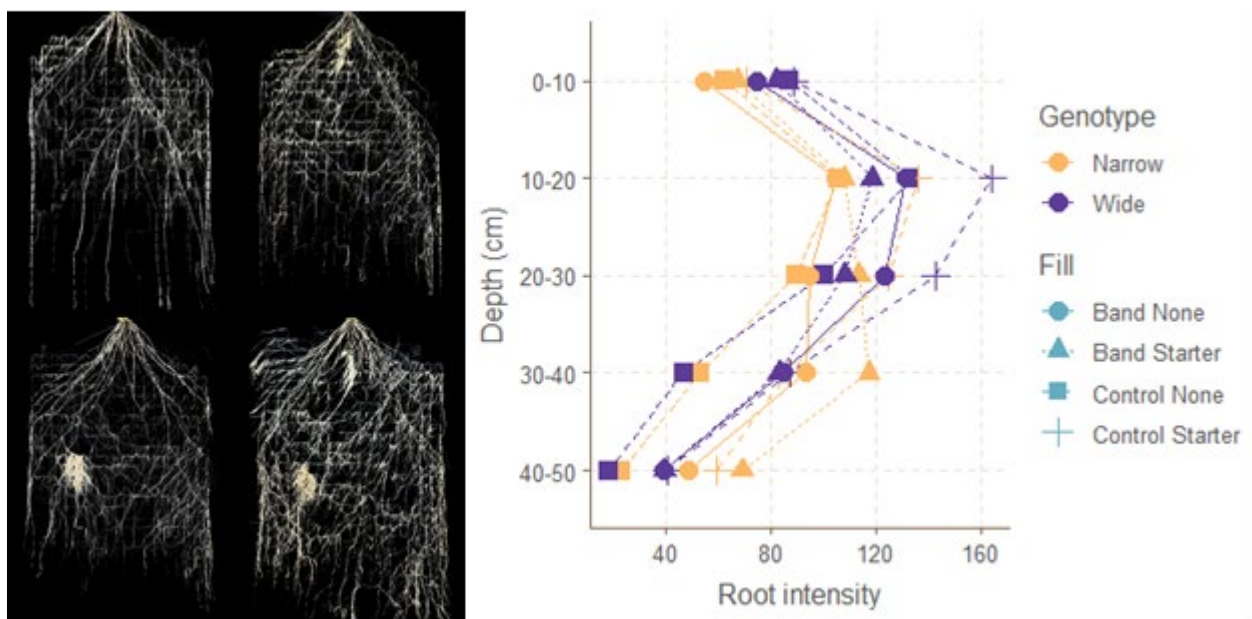 0-10
10-20
20-30
30-40
40-50
Depth (cm)
40 80 120 160
Root intensity
Genotype
Narrow
Wide
Fill
Band None
Band Starter
Control None
Control Starter